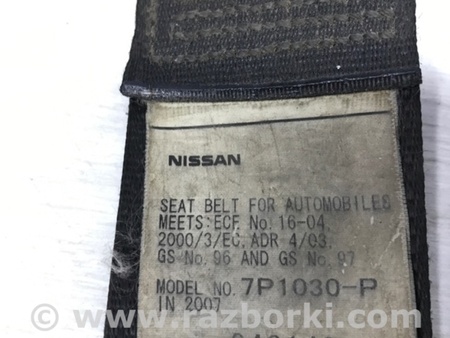 NISSAN
SEAT BELT FOR AUTOMOBILES
MEETS:ECE No. 16-04.
2000/3/EC. ADR 4/03.
GS No. 96 AND GS No. 97
MODEL NO. 7P1030-P
IN 2007
© www.razborki.com